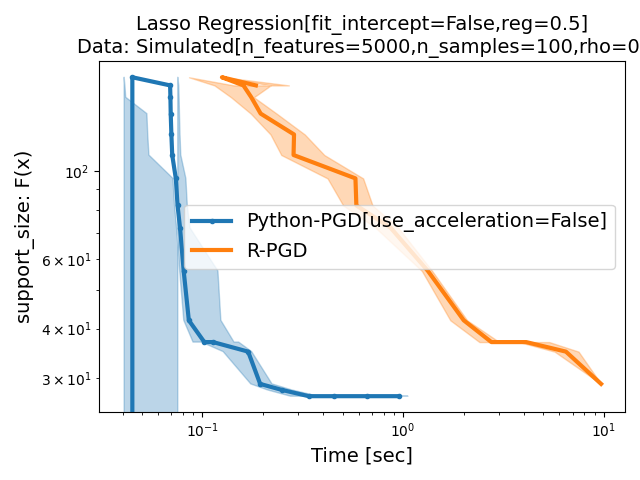 Lasso Regression[fit_intercept=False,reg=0.5]
Data: Simulated[n_features=5000,n_samples=100,rho=0
support_size: F(x)
10²
6 × 10¹
4 × 10¹
3 × 10¹
Python-PGD[use_acceleration=False]
R-PGD
10⁻¹
10⁰
10¹
Time [sec]